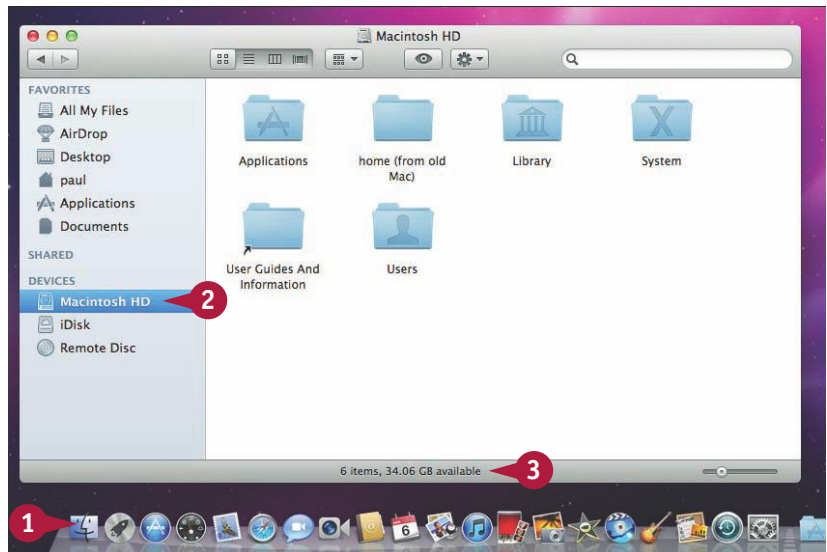 Macintosh HD
FAVORITES
All My Files
AirDrop
Desktop
paul
Applications
Documents
SHARED
DEVICES
Macintosh HD
2
iDisk
Remote Disc
Applications
home (from old
Mac)
Library
System
User Guides And
Information
Users
6 items, 34.06 GB available
3
1
6